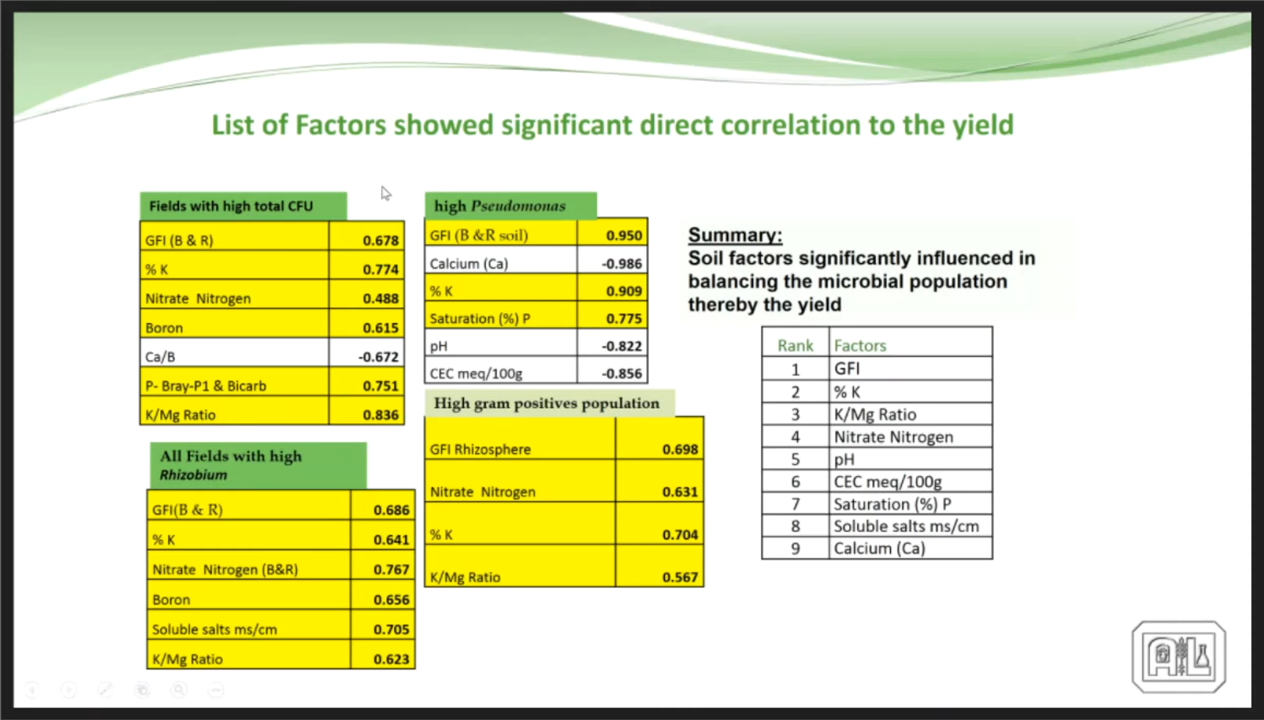 List of Factors showed significant direct correlation to the yield
Fields with high total CFU
GFI (B & R) 0.678
% K 0.774
Nitrate Nitrogen 0.488
Boron 0.615
Ca/B -0.672
P- Bray-P1 & Bicarb 0.751
K/Mg Ratio 0.836
All Fields with high
Rhizobium
GFI(B & R) 0.686
% K 0.641
Nitrate Nitrogen (B&R) 0.767
Boron 0.656
Soluble salts ms/cm 0.705
K/Mg Ratio 0.623
high Pseudomonas
GFI (B &R soil) 0.950
Calcium (Ca) -0.986
% K 0.909
Saturation (%) P 0.775
pH -0.822
CEC meq/100g -0.856
High gram positives population
GFI Rhizosphere 0.698
Nitrate Nitrogen 0.631
% K 0.704
K/Mg Ratio 0.567
Summary:
Soil factors significantly influenced in
balancing the microbial population
thereby the yield
Rank Factors
1 GFI
2 % K
3 K/Mg Ratio
4 Nitrate Nitrogen
5 pH
6 CEC meq/100g
7 Saturation (%) P
8 Soluble salts ms/cm
9 Calcium (Ca)
AL